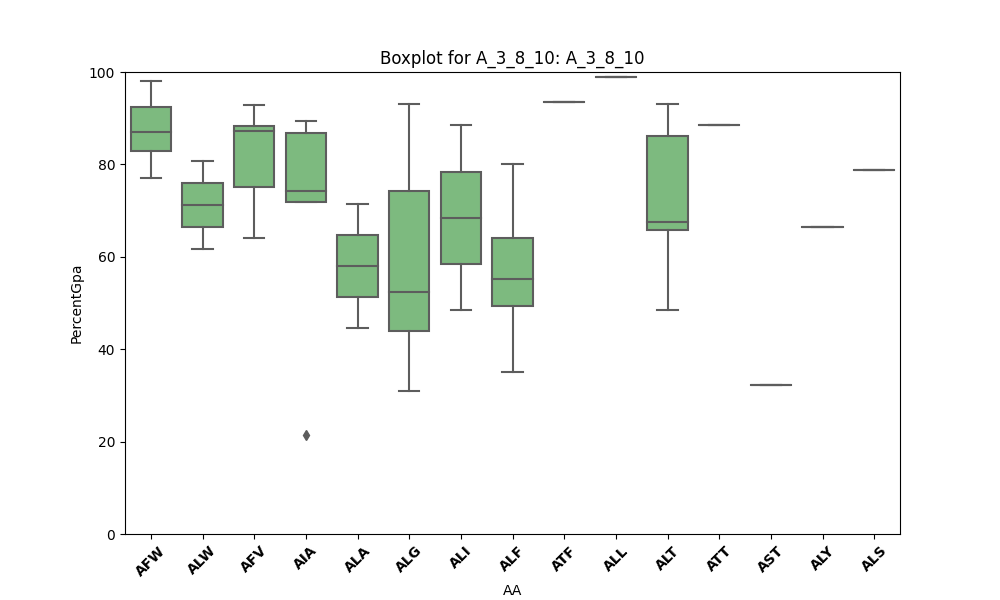 Boxplot for A_3_8_10: A_3_8_10
PercentGpa
100
80
60
40
20
0
AFW ALW AFV AIA ALA ALG ALI ALF ATF ALL ALT ATT AST ALY ALS
AA